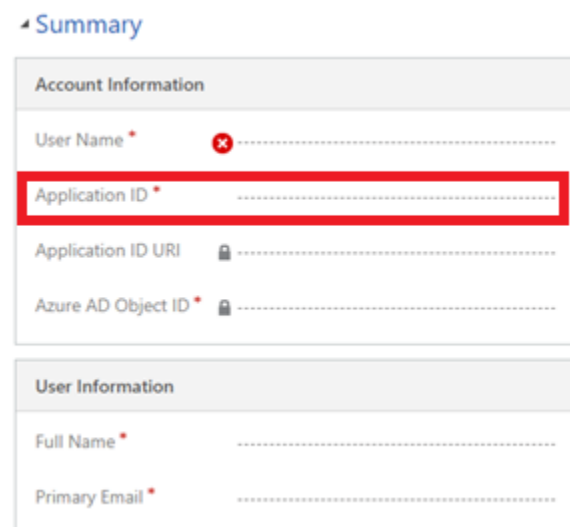 Summary
Account Information
User Name *
Application ID *
Application ID URI
Azure AD Object ID *
User Information
Full Name *
Primary Email *